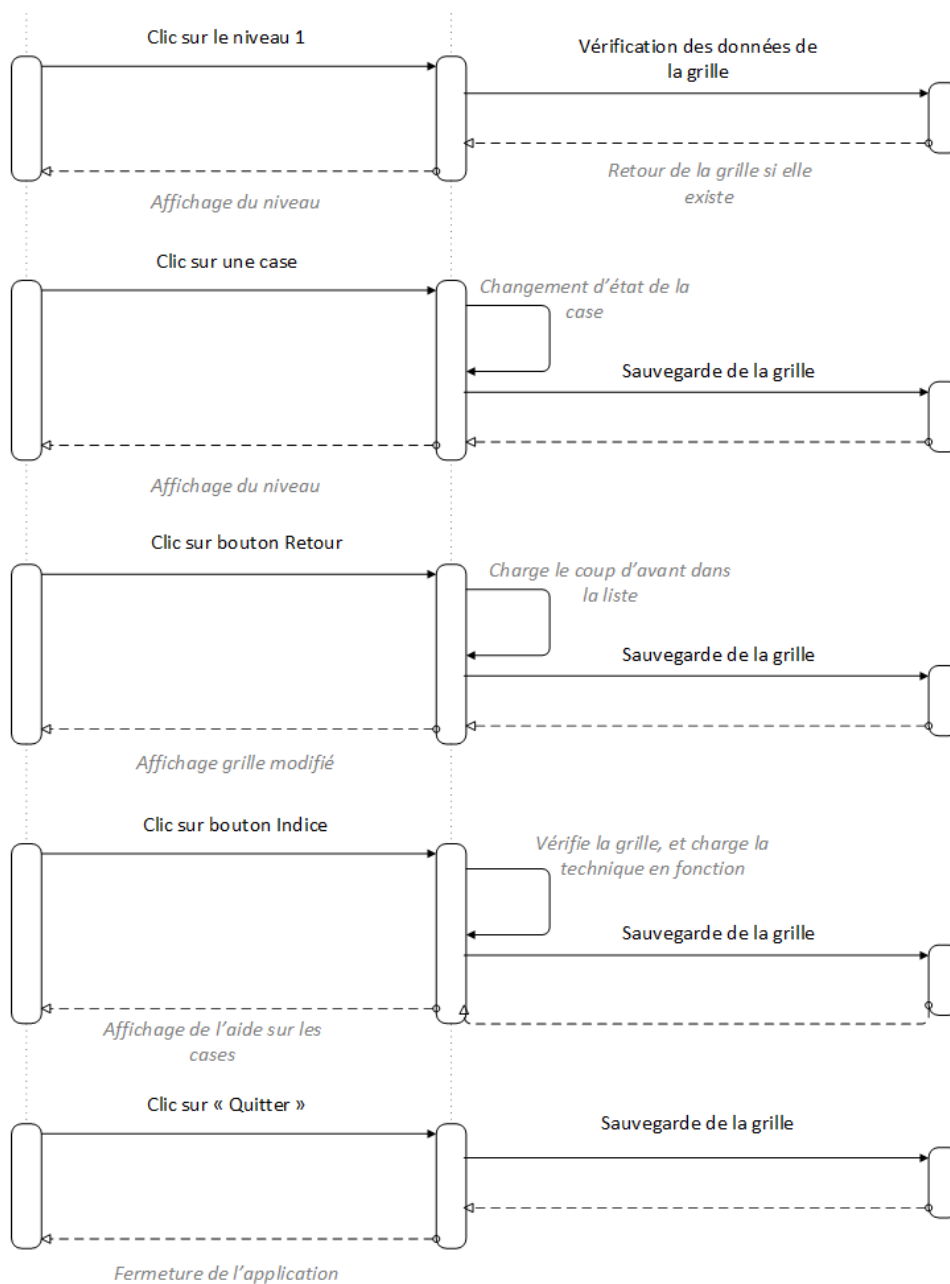 Clic sur le niveau 1
Vérification des données de
la grille
Retour de la grille si elle
existe
Affichage du niveau
Clic sur une case
Changement d’état de la
case
Sauvegarde de la grille
Affichage du niveau
Clic sur bouton Retour
Charge le coup d’avant dans
la liste
Sauvegarde de la grille
Affichage grille modifié
Clic sur bouton Indice
Vérifie la grille, et charge la
technique en fonction
Sauvegarde de la grille
Affichage de l’aide sur les
cases
Clic sur « Quitter »
Sauvegarde de la grille
Fermeture de l’application